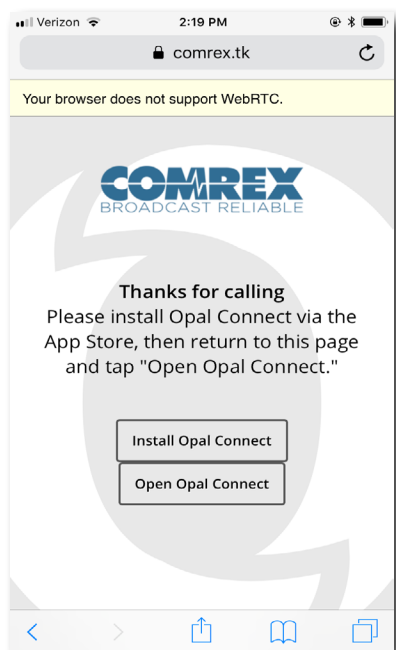 Verizon 2:19 PM
comrex.tk
Your browser does not support WebRTC.
COMREX
BROADCAST RELIABLE
Thanks for calling
Please install Opal Connect via the
App Store, then return to this page
and tap "Open Opal Connect."
Install Opal Connect
Open Opal Connect